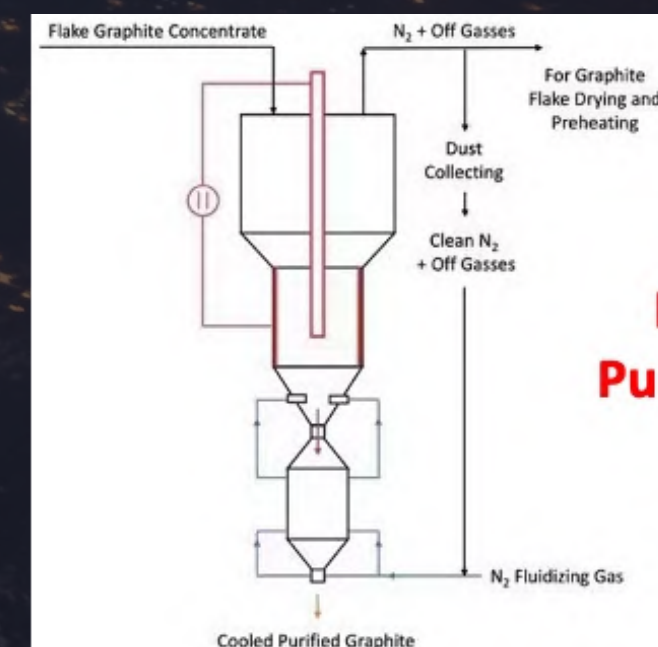 Flake Graphite Concentrate
N₂ + Off Gasses
For Graphite
Flake Drying and
Preheating
Dust
Collecting
Clean N₂
+ Off Gasses
N₂ Fluidizing Gas
Cooled Purified Graphite